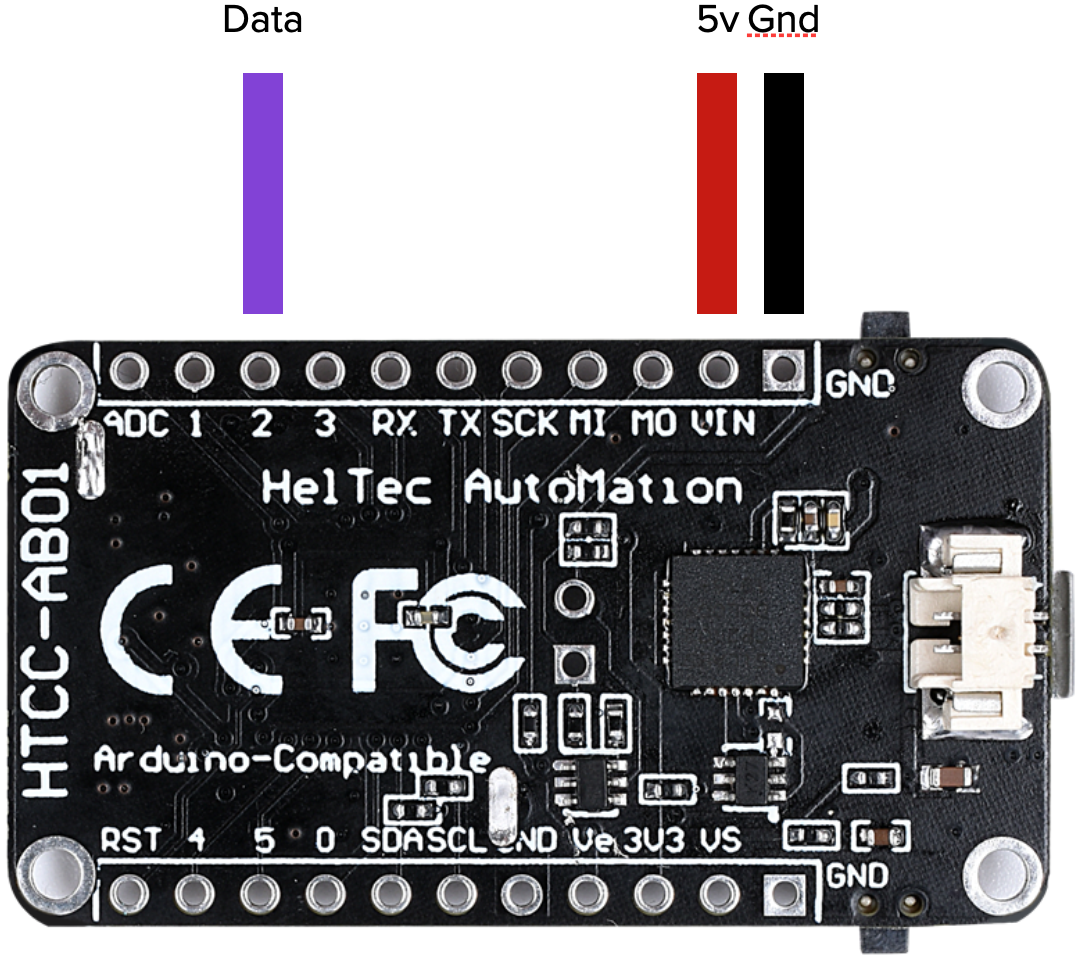 Data 5v Gnd
GND
ADC 1 2 3 RX TX SCK MI MO VIN
HelTec AutoMation
HTCC-AB01
CE FC
Arduino-Compatible
RST 4 5 0 SDA SCL GND Ve 3V3 VS
GND